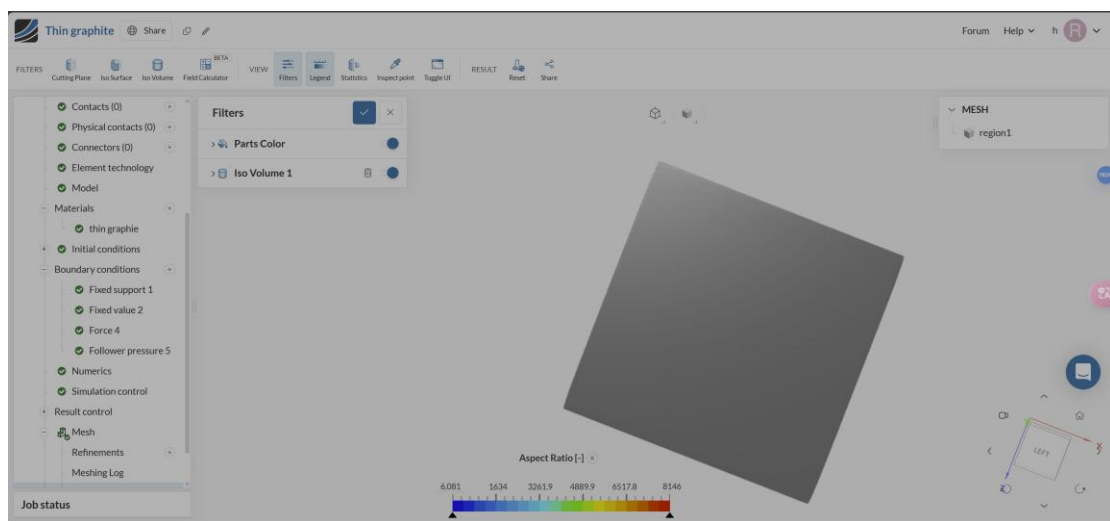 Thin graphite Share Forum Help h R
FILTERS Cutting Plane Iso Surface Iso Volume BETA Field Calculator VIEW Filters Legend Statistics Inspect point Toggle UI RESULT Reset Share
Contacts (0)
Physical contacts (0)
Connectors (0)
Element technology
Model
Materials
thin graphie
Initial conditions
Boundary conditions
Fixed support 1
Fixed value 2
Force 4
Follower pressure 5
Numerics
Simulation control
Result control
Mesh
Refinements
Meshing Log
Job status
Filters
Parts Color
Iso Volume 1
MESH
region1
Aspect Ratio [-]
6.081 1634 3261.9 4889.9 6517.8 8146
LEFT
X
Z